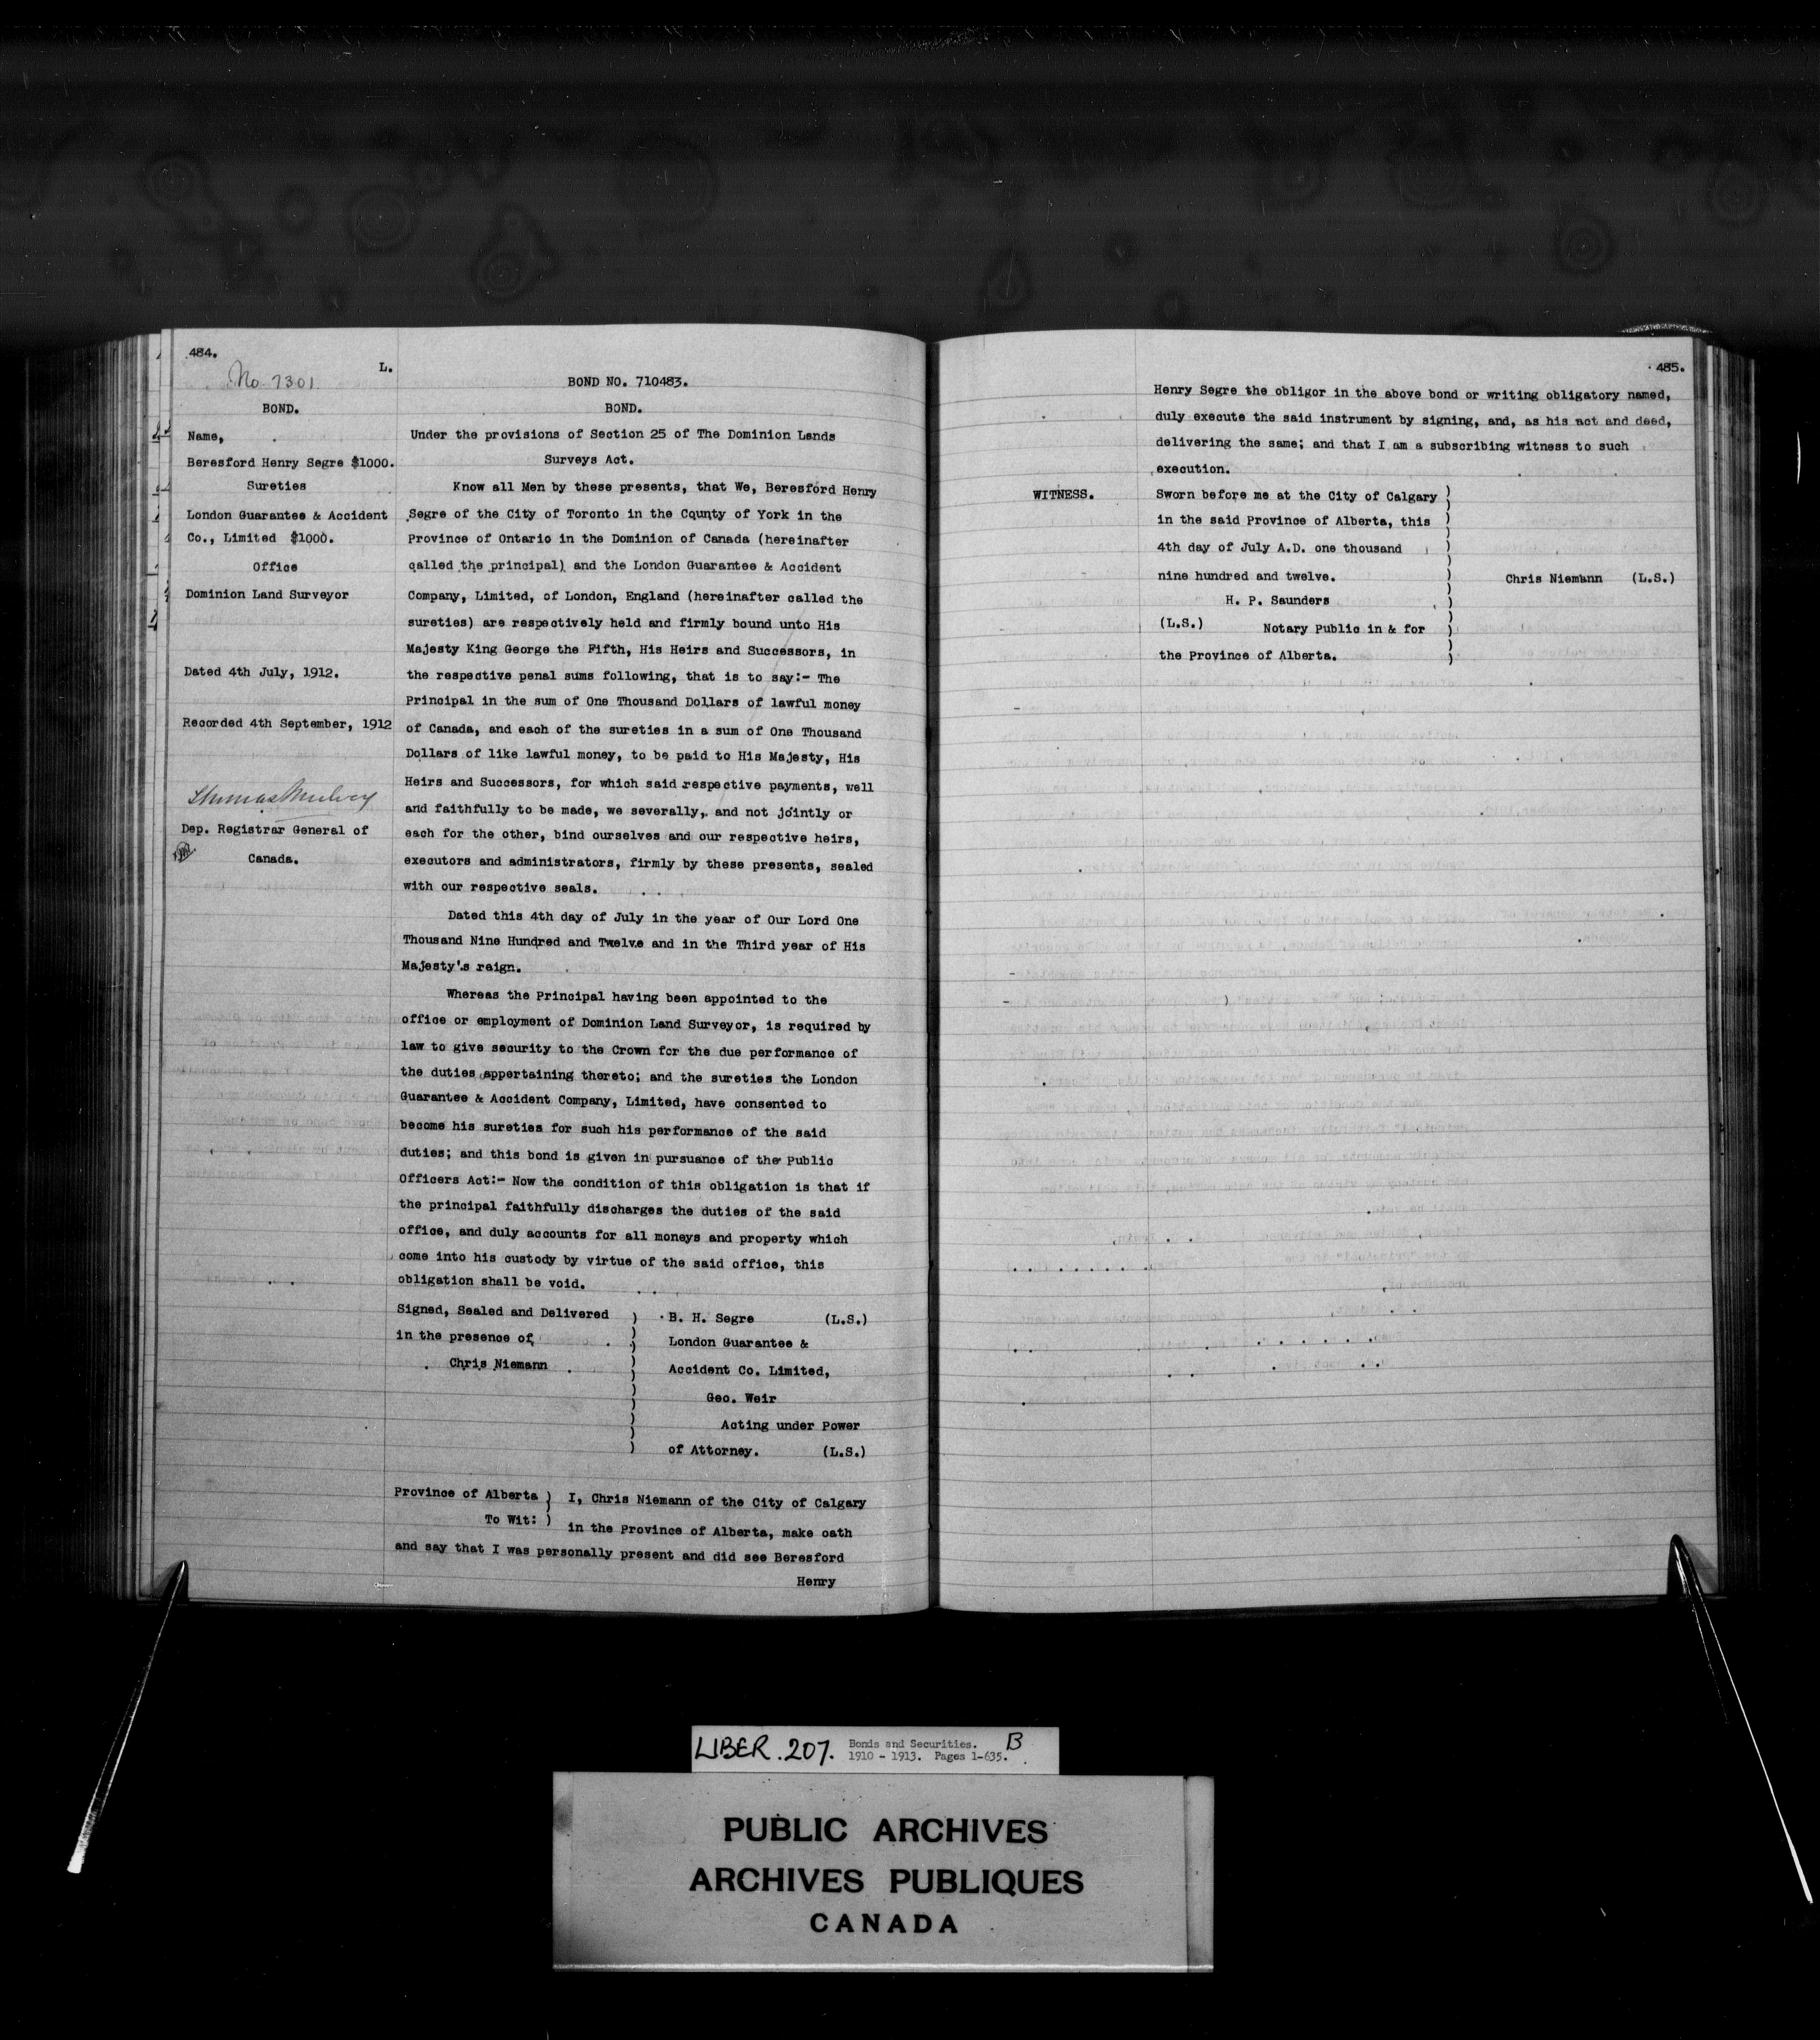 484.
L.
No 7301
BOND.
Name,
Beresford Henry Segre $1000.
Sureties
London Guarantee & Accident
Co., Limited $1000.
Office
Dominion Land Surveyor
Dated 4th July, 1912.
Recorded 4th September, 1912
Thomas Mulvey
Dep. Registrar General of
Canada.
BOND NO. 710483.
BOND.
Under the provisions of Section 25 of The Dominion Lands
Surveys Act.
Know all Men by these presents, that We, Beresford Henry
Segre of the City of Toronto in the County of York in the
Province of Ontario in the Dominion of Canada (hereinafter
called the principal) and the London Guarantee & Accident
Company, Limited, of London, England (hereinafter called the
sureties) are respectively held and firmly bound unto His
Majesty King George the Fifth, His Heirs and Successors, in
the respective penal sums following, that is to say:- The
Principal in the sum of One Thousand Dollars of lawful money
of Canada, and each of the sureties in a sum of One Thousand
Dollars of like lawful money, to be paid to His Majesty, His
Heirs and Successors, for which said respective payments, well
and faithfully to be made, we severally, and not jointly or
each for the other, bind ourselves and our respective heirs,
executors and administrators, firmly by these presents, sealed
with our respective seals.
Dated this 4th day of July in the year of Our Lord One
Thousand Nine Hundred and Twelve and in the Third year of His
Majesty's reign.
Whereas the Principal having been appointed to the
office or employment of Dominion Land Surveyor, is required by
law to give security to the Crown for the due performance of
the duties appertaining thereto; and the sureties the London
Guarantee & Accident Company, Limited, have consented to
become his sureties for such his performance of the said
duties; and this bond is given in pursuance of the Public
Officers Act:- Now the condition of this obligation is that if
the principal faithfully discharges the duties of the said
office, and duly accounts for all moneys and property which
come into his custody by virtue of the said office, this
obligation shall be void.
Signed, Sealed and Delivered ) B. H. Segre (L.S.)
in the presence of ) London Guarantee &
Chris Niemann ) Accident Co. Limited,
) Geo. Weir
) Acting under Power
) of Attorney. (L.S.)
Province of Alberta ) I, Chris Niemann of the City of Calgary
To Wit: ) in the Province of Alberta, make oath
and say that I was personally present and did see Beresford
Henry
485.
Henry Segre the obligor in the above bond or writing obligatory named,
duly execute the said instrument by signing, and, as his act and deed,
delivering the same; and that I am a subscribing witness to such
execution.
WITNESS. Sworn before me at the City of Calgary )
in the said Province of Alberta, this )
4th day of July A.D. one thousand )
nine hundred and twelve. ) Chris Niemann (L.S.)
H. P. Saunders )
(L.S.) Notary Public in & for )
the Province of Alberta. )
LIBER. 207. Bonds and Securities. B
1910 - 1913. Pages 1-635.
PUBLIC ARCHIVES
ARCHIVES PUBLIQUES
CANADA